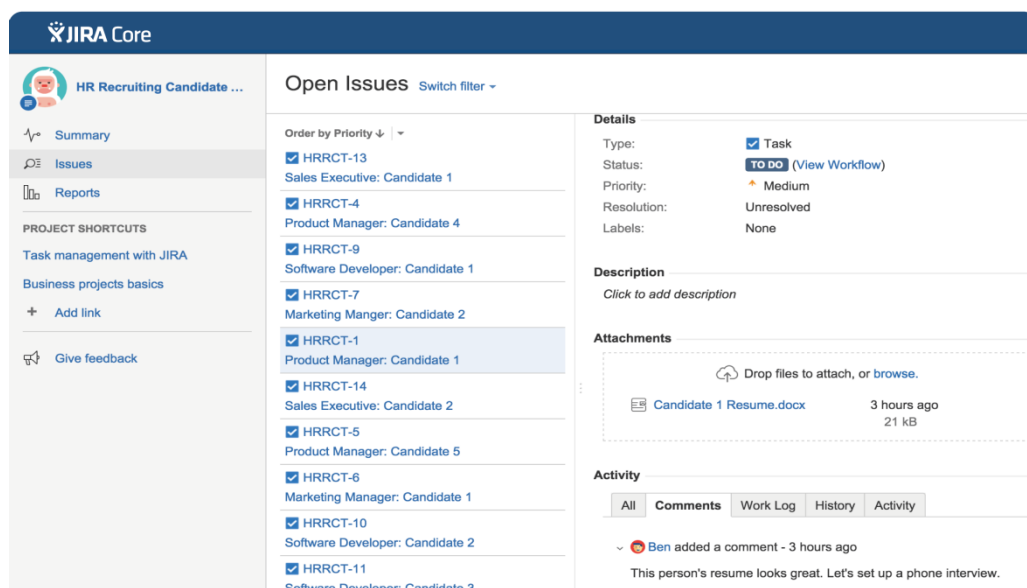 JIRA Core
HR Recruiting Candidate ...
Summary
Issues
Reports
PROJECT SHORTCUTS
Task management with JIRA
Business projects basics
+ Add link
Give feedback
Open Issues Switch filter
Order by Priority
HRRCT-13
Sales Executive: Candidate 1
HRRCT-4
Product Manager: Candidate 4
HRRCT-9
Software Developer: Candidate 1
HRRCT-7
Marketing Manger: Candidate 2
HRRCT-1
Product Manager: Candidate 1
HRRCT-14
Sales Executive: Candidate 2
HRRCT-5
Product Manager: Candidate 5
HRRCT-6
Marketing Manager: Candidate 1
HRRCT-10
Software Developer: Candidate 2
HRRCT-11
Software Developer: Candidate 3
Details
Type: Task
Status: TO DO (View Workflow)
Priority: Medium
Resolution: Unresolved
Labels: None
Description
Click to add description
Attachments
Drop files to attach, or browse.
Candidate 1 Resume.docx 3 hours ago
21 kB
Activity
All Comments Work Log History Activity
Ben added a comment - 3 hours ago
This person's resume looks great. Let's set up a phone interview.